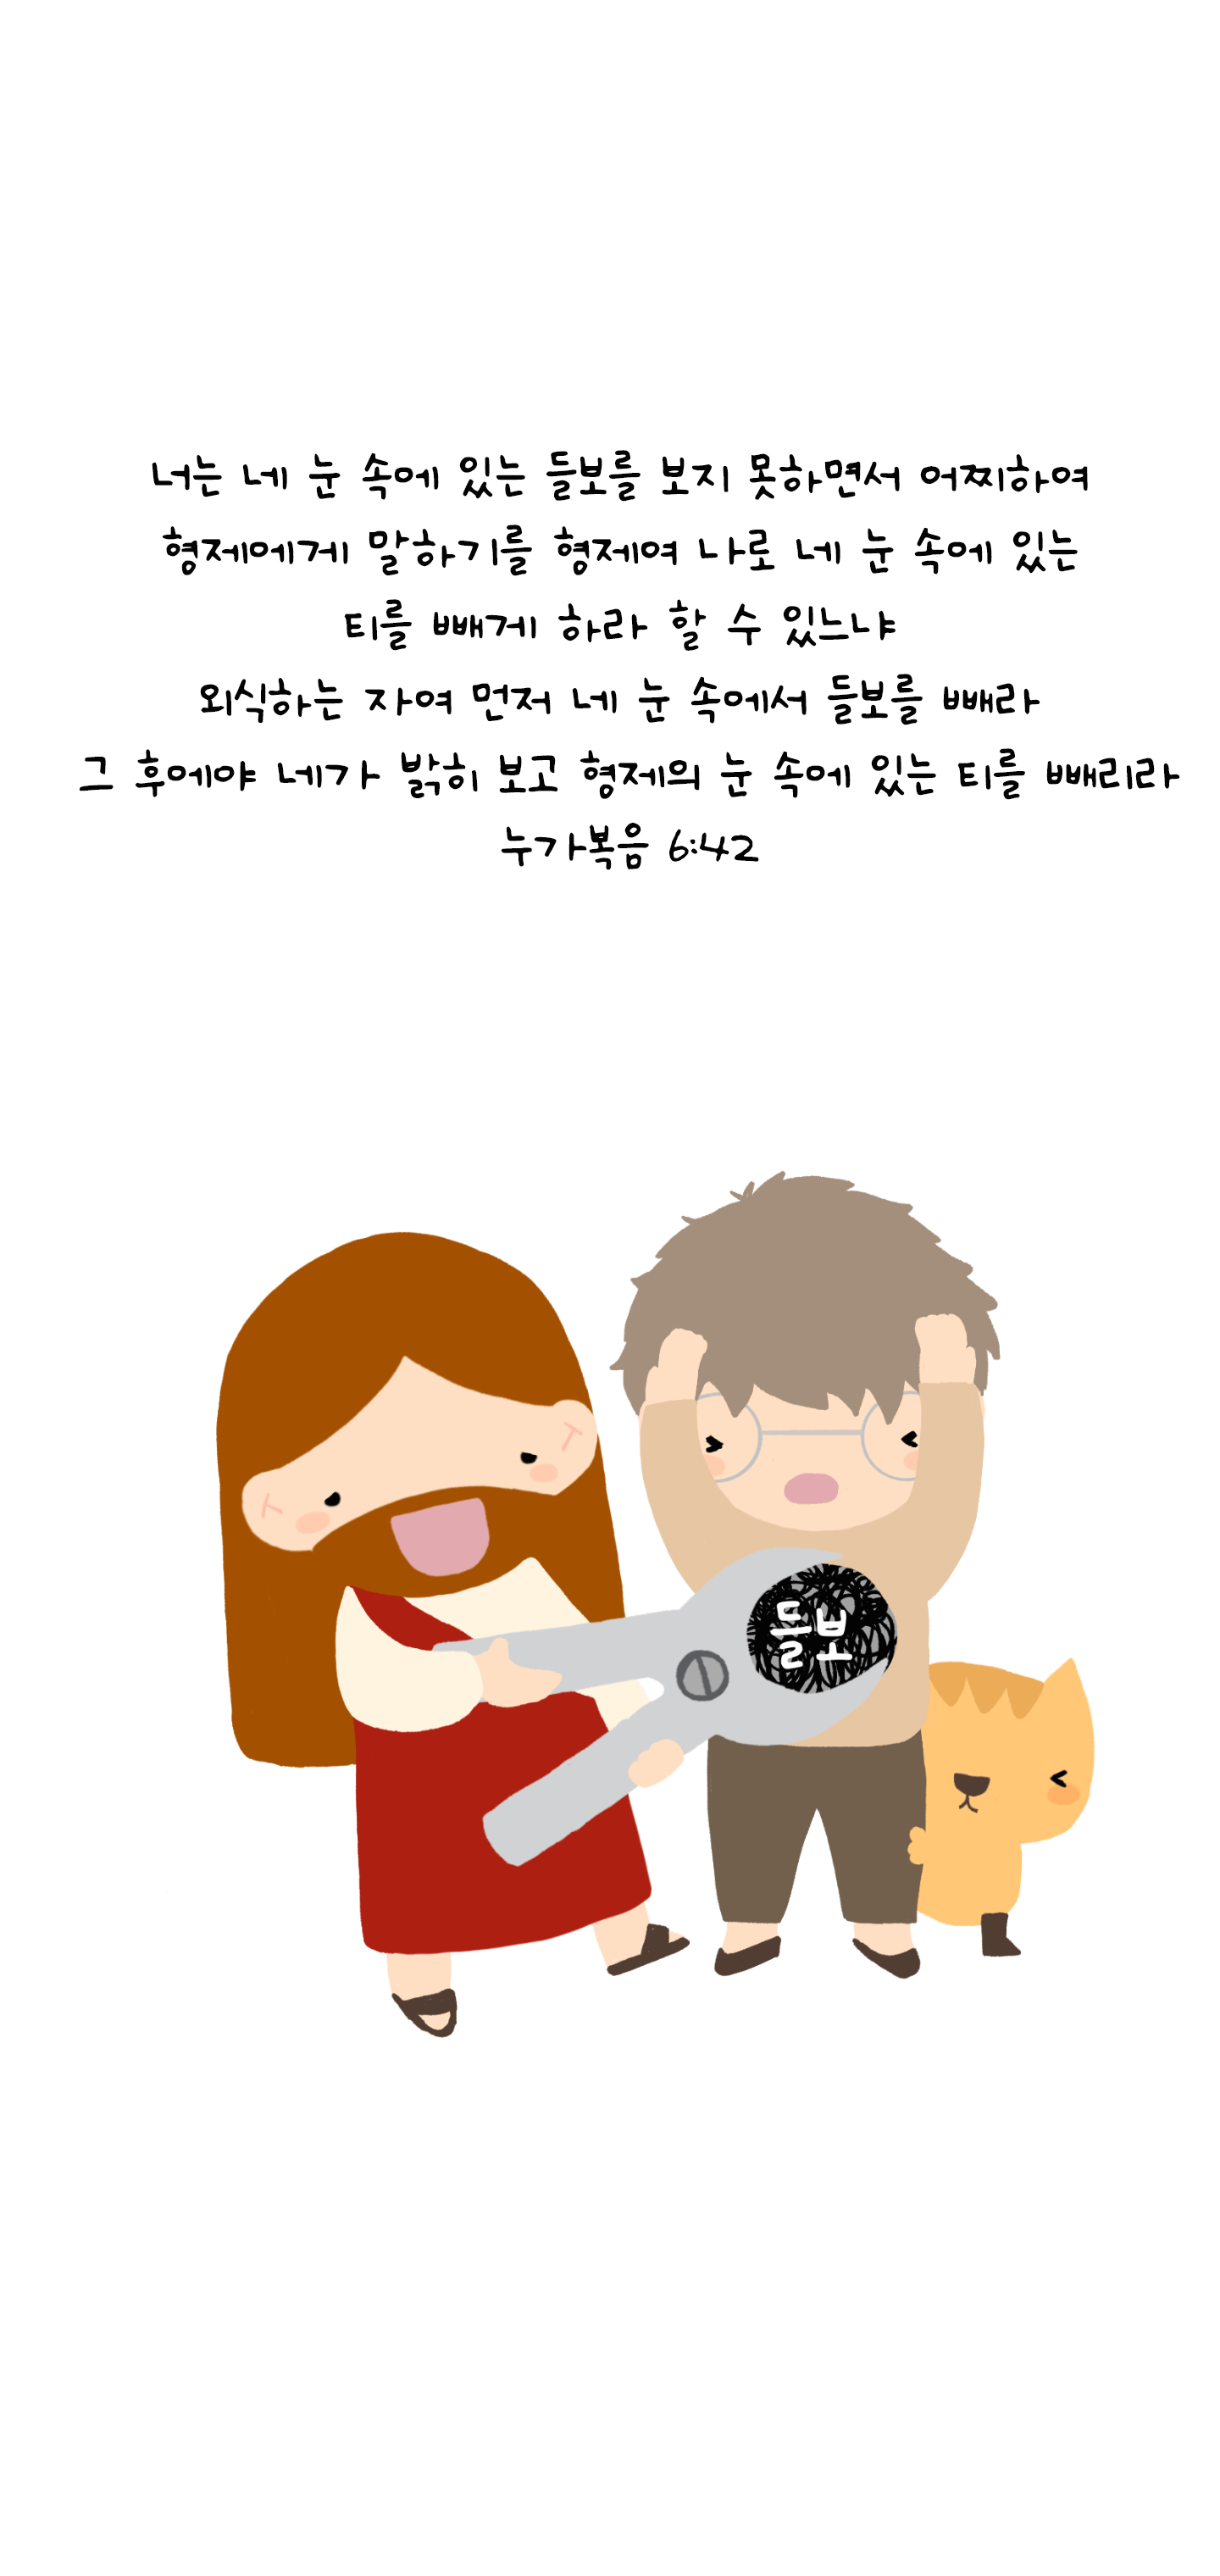 너는 네 눈 속에 있는 들보를 보지 못하면서 어찌하여
형제에게 말하기를 형제여 나로 네 눈 속에 있는
티를 빼게 하라 할 수 있느냐
외식하는 자여 먼저 네 눈 속에서 들보를 빼라
그 후에야 네가 밝히 보고 형제의 눈 속에 있는 티를 빼리라
누가복음 6:42
들보